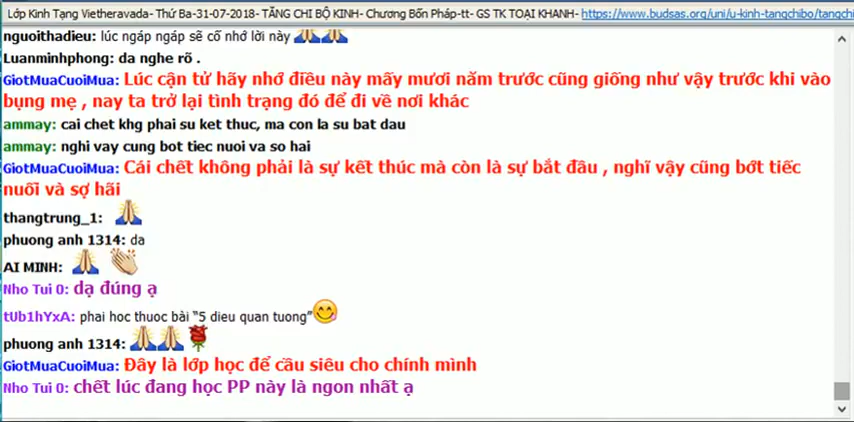 Lớp Kinh Tạng Vietheravada- Thứ Ba-31-07-2018- TĂNG CHI BỘ KINH- Chương Bốn Pháp-tt- GS TK TOẠI KHANH- https://www.budsas.org/uni/u-kinh-tangchibo/tangchi
nguoithadieu: lúc ngáp ngáp sẽ cố nhớ lời này
Luanminhphong: da nghe rõ .
GiotMuaCuoiMua: Lúc cận tử hãy nhớ điều này mấy mươi năm trước cũng giống như vậy trước khi vào
bụng mẹ , nay ta trở lại tình trạng đó để đi về nơi khác
ammay: cai chet khg phai su ket thuc, ma con la su bat dau
ammay: nghi vay cung bot tiec nuoi va so hai
GiotMuaCuoiMua: Cái chết không phải là sự kết thúc mà còn là sự bắt đầu , nghĩ vậy cũng bớt tiếc
nuối và sợ hãi
thangtrung_1:
phuong anh 1314: da
AI MINH:
Nho Tui 0: dạ đúng ạ
tUb1hYxA: phai hoc thuoc bài "5 dieu quan tuong"
phuong anh 1314:
GiotMuaCuoiMua: Đây là lớp học để cầu siêu cho chính mình
Nho Tui 0: chết lúc đang học PP này là ngon nhất ạ